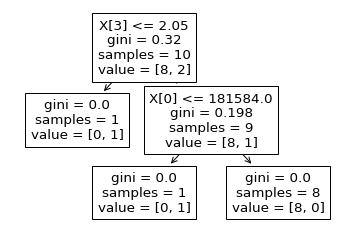 X[3] <= 2.05
gini = 0.32
samples = 10
value = [8, 2]
gini = 0.0
samples = 1
value = [0, 1]
X[0] <= 181584.0
gini = 0.198
samples = 9
value = [8, 1]
gini = 0.0
samples = 1
value = [0, 1]
gini = 0.0
samples = 8
value = [8, 0]